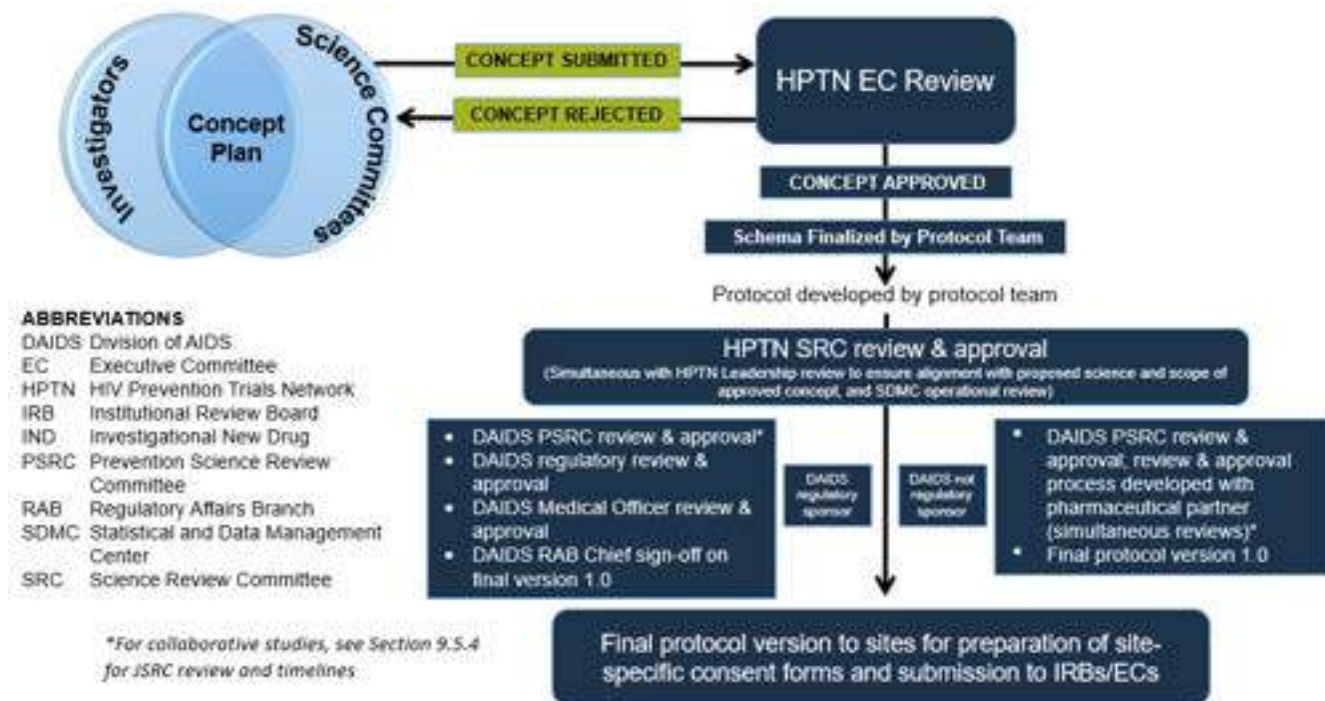 Investigators
Concept
Plan
Science Committees
CONCEPT SUBMITTED
CONCEPT REJECTED
HPTN EC Review
CONCEPT APPROVED
Schema Finalized by Protocol Team
Protocol developed by protocol team
HPTN SRC review & approval
(Simultaneous with HPTN Leadership review to ensure alignment with proposed science and scope of
approved concept, and SDMC operational review)
• DAIDS PSRC review & approval*
• DAIDS regulatory review &
approval
• DAIDS Medical Officer review &
approval
• DAIDS RAB Chief sign-off on
final version 1.0
DAIDS
regulatory
sponsor
DAIDS not
regulatory
sponsor
• DAIDS PSRC review &
approval; review & approval
process developed with
pharmaceutical partner
(simultaneous reviews)*
• Final protocol version 1.0
Final protocol version to sites for preparation of site-
specific consent forms and submission to IRBs/ECs
ABBREVIATIONS
DAIDS Division of AIDS
EC Executive Committee
HPTN HIV Prevention Trials Network
IRB Institutional Review Board
IND Investigational New Drug
PSRC Prevention Science Review
Committee
RAB Regulatory Affairs Branch
SDMC Statistical and Data Management
Center
SRC Science Review Committee
*For collaborative studies, see Section 9.5.4
for JSRC review and timelines